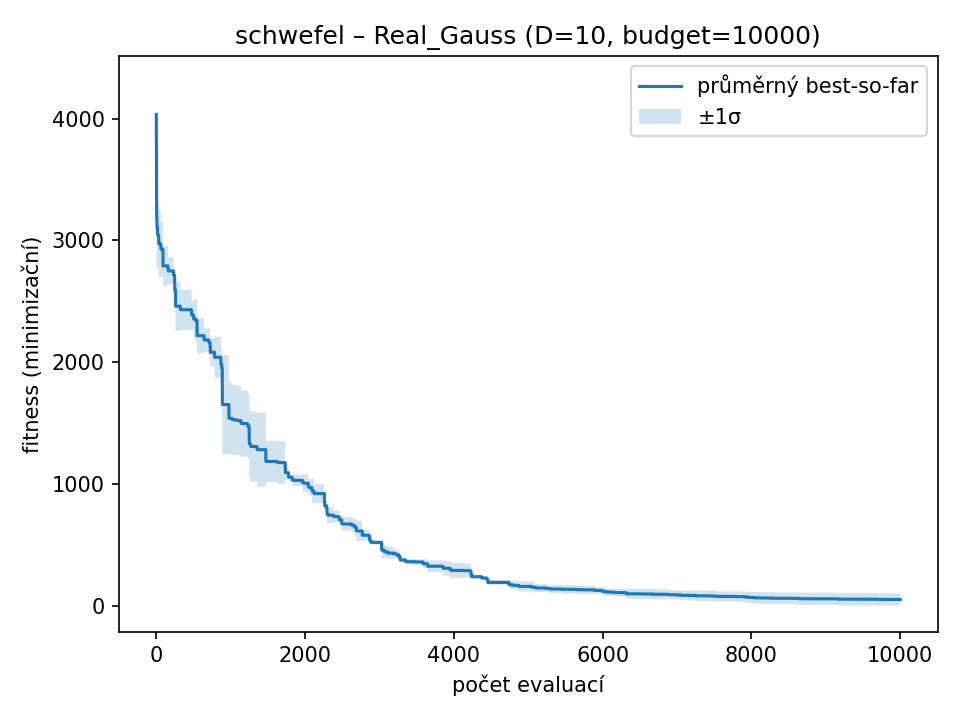 schwefel – Real_Gauss (D=10, budget=10000)
průměrný best-so-far
±1σ
fitness (minimizační)
4000
3000
2000
1000
0
0 2000 4000 6000 8000 10000
počet evaluací